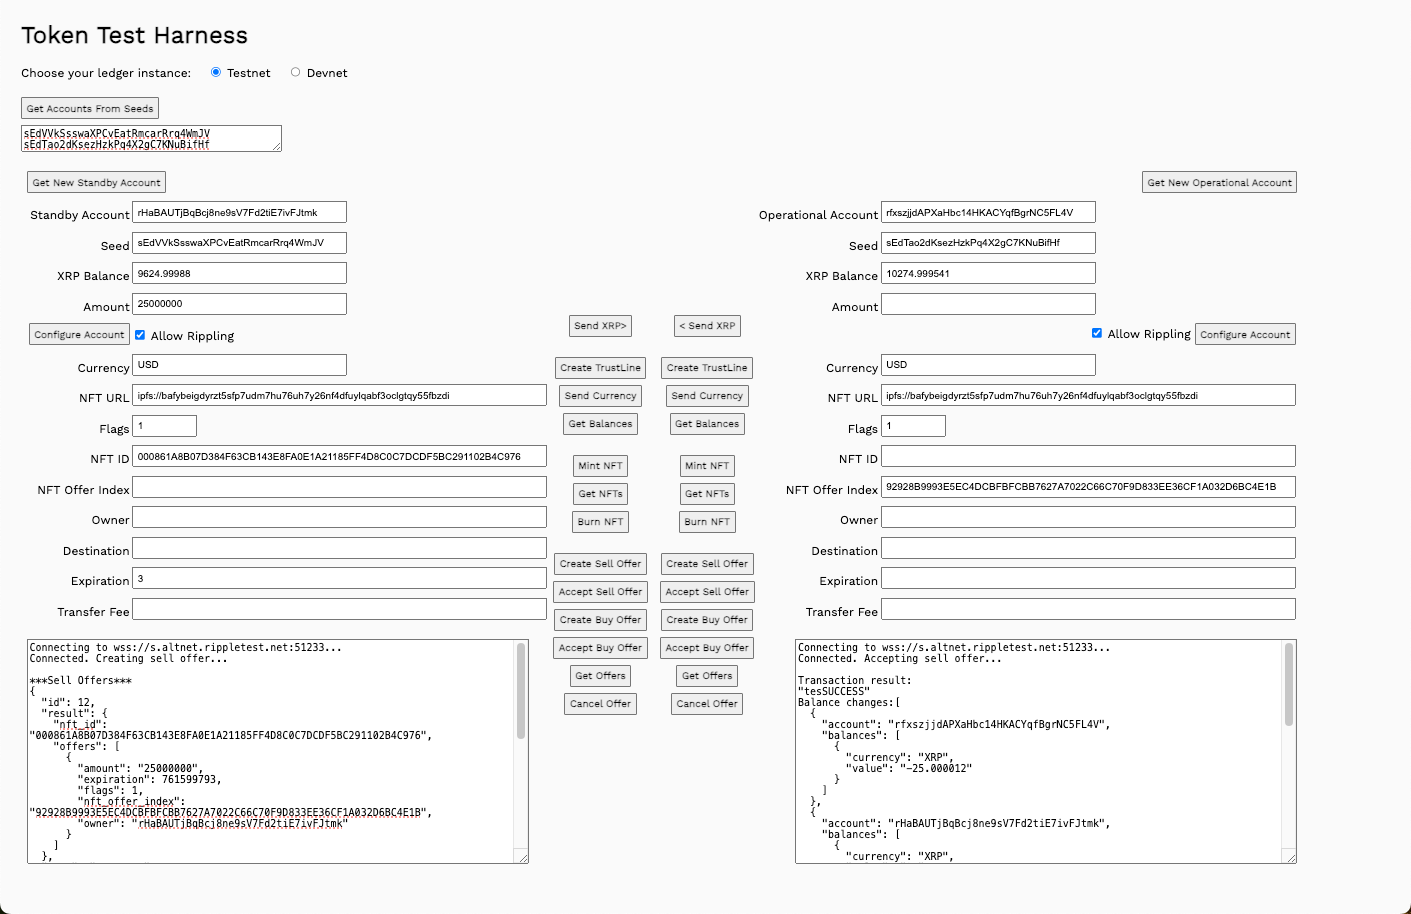 Token Test Harness
Choose your ledger instance: Testnet Devnet
Get Accounts From Seeds
sEdVVkSsswaXPCvEatRmcarRrq4WmJV
sEdTao2dKsezHzkPq4X2gC7KNuBifHf
Get New Standby Account
Get New Operational Account
Standby Account rHaBAUTjBqBcj8ne9sV7Fd2tiE7ivFJtmk
Operational Account rfxszjjdAPXaHbc14HKACYqfBgrNC5FL4V
Seed sEdVVkSsswaXPCvEatRmcarRrq4WmJV
Seed sEdTao2dKsezHzkPq4X2gC7KNuBifHf
XRP Balance 9624.99988
XRP Balance 10274.999541
Amount 25000000
Amount
Send XRP> < Send XRP
Configure Account Allow Rippling
Allow Rippling Configure Account
Currency USD
Create TrustLine Create TrustLine
Currency USD
NFT URL ipfs://bafybeigdyrzt5sfp7udm7hu76uh7y26nf4dfuylqabf3oclgtqy55fbzdi
Send Currency Send Currency
NFT URL ipfs://bafybeigdyrzt5sfp7udm7hu76uh7y26nf4dfuylqabf3oclgtqy55fbzdi
Flags 1
Get Balances Get Balances
Flags 1
NFT ID 000861A8B07D384F63CB143E8FA0E1A21185FF4D8C0C7DCDF5BC291102B4C976
Mint NFT Mint NFT
NFT ID
NFT Offer Index
Get NFTs Get NFTs
NFT Offer Index 92928B9993E5EC4DCBFBFCBB7627A7022C66C70F9D833EE36CF1A032D6BC4E1B
Owner
Burn NFT Burn NFT
Owner
Destination
Create Sell Offer Create Sell Offer
Destination
Expiration 3
Accept Sell Offer Accept Sell Offer
Expiration
Transfer Fee
Create Buy Offer Create Buy Offer
Transfer Fee
Accept Buy Offer Accept Buy Offer
Get Offers Get Offers
Cancel Offer Cancel Offer
Connecting to wss://s.altnet.rippletest.net:51233...
Connected. Creating sell offer...
***Sell Offers***
{
"id": 12,
"result": {
"nft_id":
"000861A8B07D384F63CB143E8FA0E1A21185FF4D8C0C7DCDF5BC291102B4C976",
"offers": [
{
"amount": "25000000",
"expiration": 761599793,
"flags": 1,
"nft_offer_index":
"92928B9993E5EC4DCBFBFCBB7627A7022C66C70F9D833EE36CF1A032D6BC4E1B",
"owner": "rHaBAUTjBqBcj8ne9sV7Fd2tiE7ivFJtmk"
}
]
},
Connecting to wss://s.altnet.rippletest.net:51233...
Connected. Accepting sell offer...
Transaction result:
"tesSUCCESS"
Balance changes:[
{
"account": "rfxszjjdAPXaHbc14HKACYqfBgrNC5FL4V",
"balances": [
{
"currency": "XRP",
"value": "-25.000012"
}
]
},
{
"account": "rHaBAUTjBqBcj8ne9sV7Fd2tiE7ivFJtmk",
"balances": [
{
"currency": "XRP",